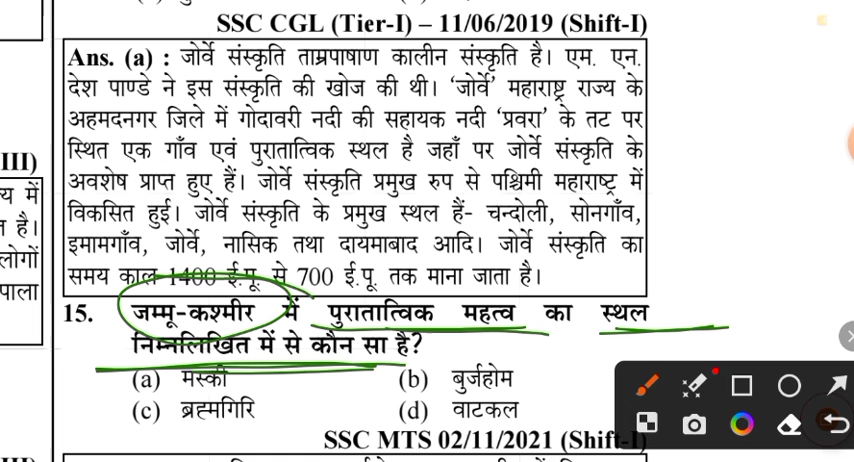 SSC CGL (Tier-I) – 11/06/2019 (Shift-I)
Ans. (a) : जोर्वे संस्कृति ताम्रपाषाण कालीन संस्कृति है। एम. एन.
देश पाण्डे ने इस संस्कृति की खोज की थी। 'जोर्वे' महाराष्ट्र राज्य के
अहमदनगर जिले में गोदावरी नदी की सहायक नदी 'प्रवरा' के तट पर
स्थित एक गाँव एवं पुरातात्विक स्थल है जहाँ पर जोर्वे संस्कृति के
अवशेष प्राप्त हुए हैं। जोर्वे संस्कृति प्रमुख रुप से पश्चिमी महाराष्ट्र में
विकसित हुई। जोर्वे संस्कृति के प्रमुख स्थल हैं- चन्दोली, सोनगाँव,
इमामगाँव, जोर्वे, नासिक तथा दायमाबाद आदि। जोर्वे संस्कृति का
समय काल 1400 ई.पू. से 700 ई.पू. तक माना जाता है।
III)
य में
है।
लोगों
पाला
15. जम्मू-कश्मीर में पुरातात्विक महत्व का स्थल
निम्नलिखित में से कौन सा है?
(a) मस्की (b) बुर्जहोम
(c) ब्रह्मगिरि (d) वाटकल
SSC MTS 02/11/2021 (Shift-I)